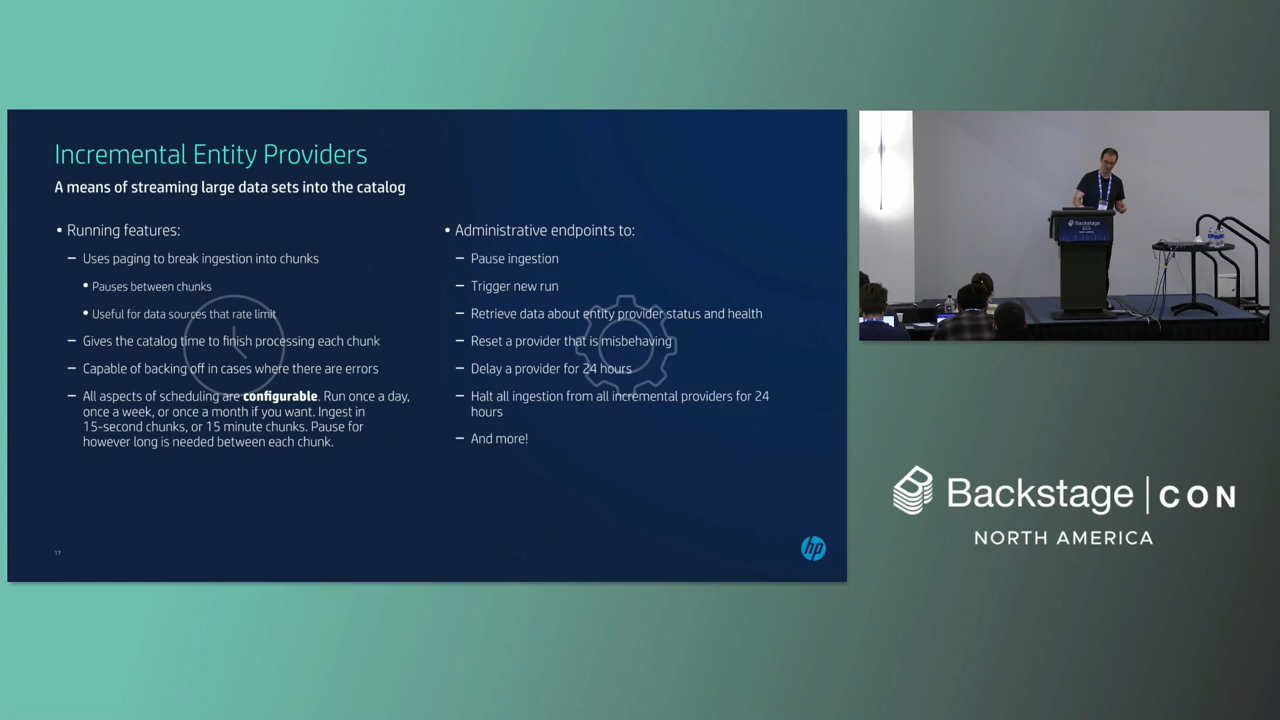 Incremental Entity Providers
A means of streaming large data sets into the catalog
• Running features:
– Uses paging to break ingestion into chunks
• Pauses between chunks
• Useful for data sources that rate limit
– Gives the catalog time to finish processing each chunk
– Capable of backing off in cases where there are errors
– All aspects of scheduling are configurable. Run once a day,
once a week, or once a month if you want. Ingest in
15-second chunks, or 15 minute chunks. Pause for
however long is needed between each chunk.
• Administrative endpoints to:
– Pause ingestion
– Trigger new run
– Retrieve data about entity provider status and health
– Reset a provider that is misbehaving
– Delay a provider for 24 hours
– Halt all ingestion from all incremental providers for 24
hours
– And more!
17
hp
Backstage
CON
Backstage | CON
NORTH AMERICA